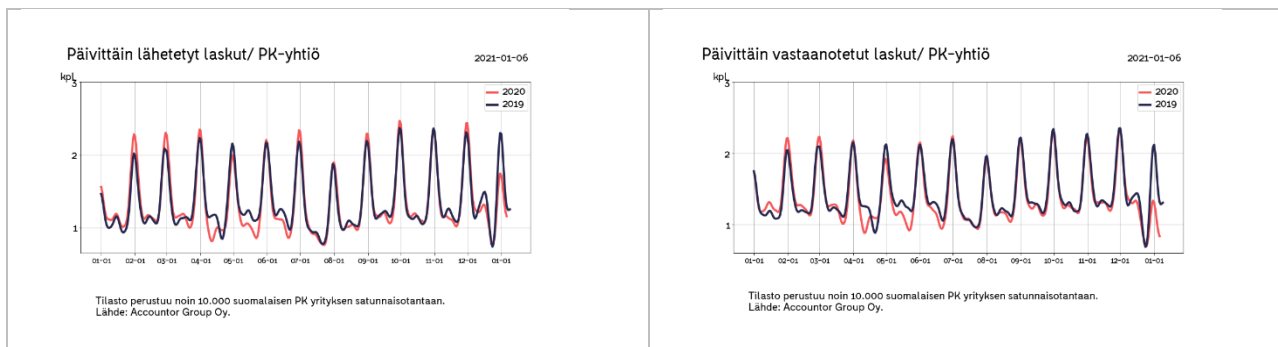 Päivittäin lähetetyt laskut/ PK-yhtiö
2021-01-06
kpl
3
2020
2019
2
1
01-01 02-01 03-01 04-01 05-01 06-01 07-01 08-01 09-01 10-01 11-01 12-01 01-01
Tilasto perustuu noin 10.000 suomalaisen PK yrityksen satunnaisotantaan.
Lähde: Accountor Group Oy.
Päivittäin vastaanotetut laskut/ PK-yhtiö
2021-01-06
kpl
3
2020
2019
2
1
01-01 02-01 03-01 04-01 05-01 06-01 07-01 08-01 09-01 10-01 11-01 12-01 01-01
Tilasto perustuu noin 10.000 suomalaisen PK yrityksen satunnaisotantaan.
Lähde: Accountor Group Oy.